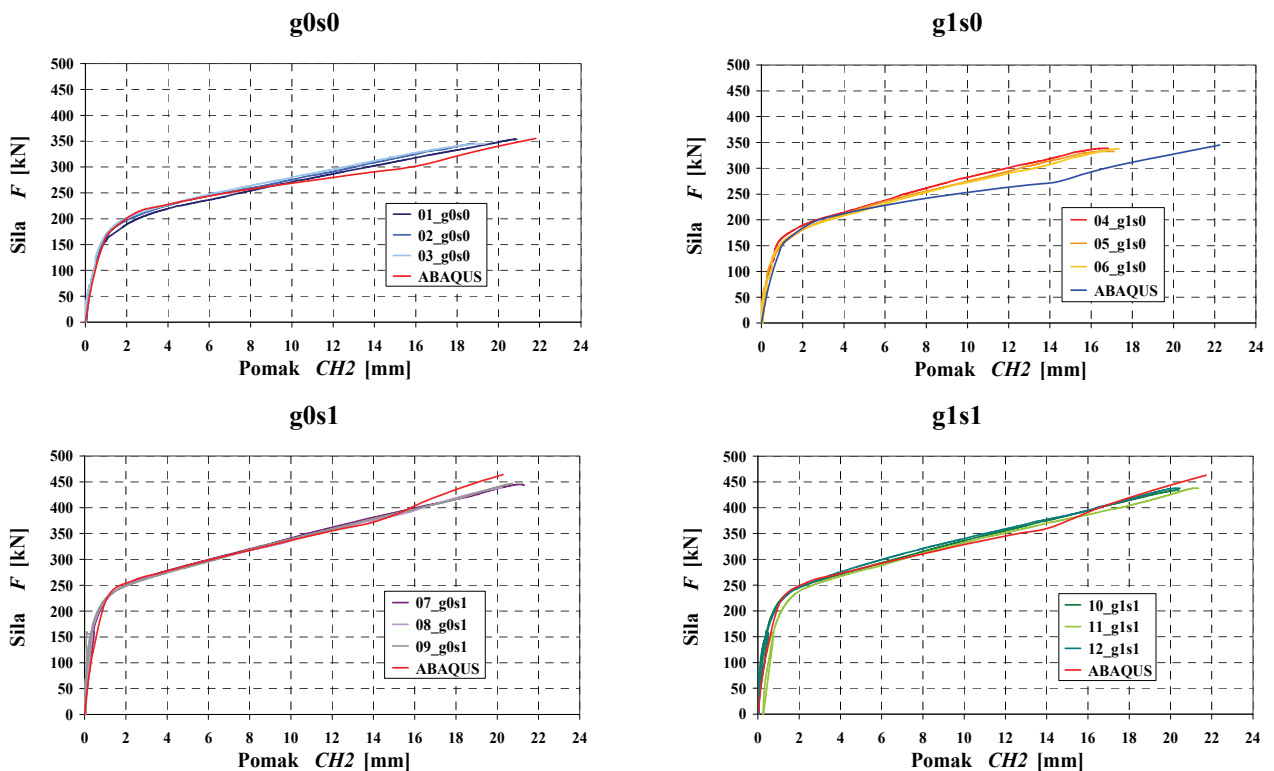 g0s0
500
450
400
350
300
250
200
150
100
50
0
Sila F [kN]
01_g0s0
02_g0s0
03_g0s0
ABAQUS
0 2 4 6 8 10 12 14 16 18 20 22 24
Pomak CH2 [mm]
g1s0
500
450
400
350
300
250
200
150
100
50
0
Sila F [kN]
04_g1s0
05_g1s0
06_g1s0
ABAQUS
0 2 4 6 8 10 12 14 16 18 20 22 24
Pomak CH2 [mm]
g0s1
500
450
400
350
300
250
200
150
100
50
0
Sila F [kN]
07_g0s1
08_g0s1
09_g0s1
ABAQUS
0 2 4 6 8 10 12 14 16 18 20 22 24
Pomak CH2 [mm]
g1s1
500
450
400
350
300
250
200
150
100
50
0
Sila F [kN]
10_g1s1
11_g1s1
12_g1s1
ABAQUS
0 2 4 6 8 10 12 14 16 18 20 22 24
Pomak CH2 [mm]